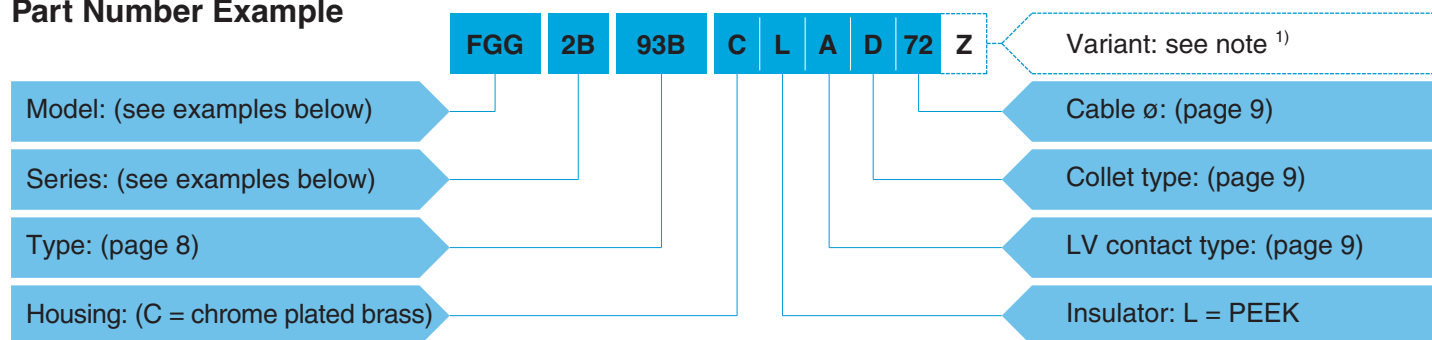 Part Number Example
FGG 2B 93B C L A D 72 Z
Variant: see note 1)
Model: (see examples below)
Cable ø: (page 9)
Series: (see examples below)
Collet type: (page 9)
Type: (page 8)
LV contact type: (page 9)
Housing: (C = chrome plated brass)
Insulator: L = PEEK